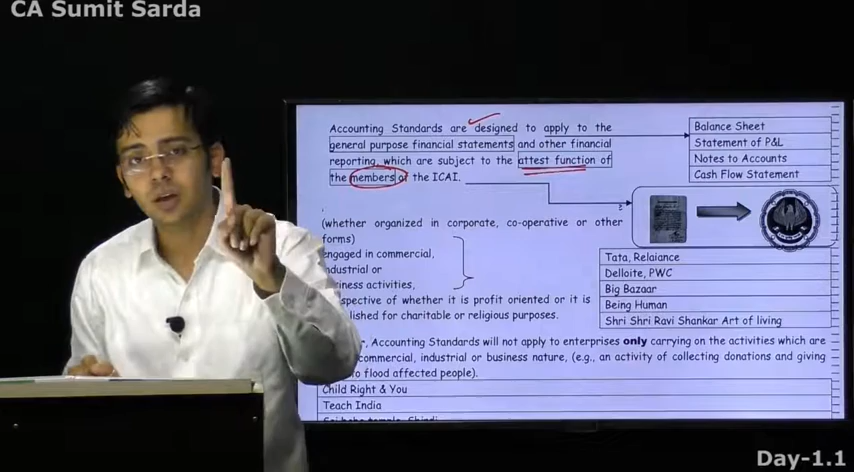 CA Sumit Sarda
Accounting Standards are designed to apply to the
general purpose financial statements and other financial
reporting, which are subject to the attest function of
the members of the ICAI.
Balance Sheet
Statement of P&L
Notes to Accounts
Cash Flow Statement
(whether organized in corporate, co-operative or other
forms)
engaged in commercial,
industrial or
business activities,
spective of whether it is profit oriented or it is
lished for charitable or religious purposes.
Tata, Relaiance
Delloite, PWC
Big Bazaar
Being Human
Shri Shri Ravi Shankar Art of living
, Accounting Standards will not apply to enterprises only carrying on the activities which are
commercial, industrial or business nature, (e.g., an activity of collecting donations and giving
to flood affected people).
Child Right & You
Teach India
Day-1.1